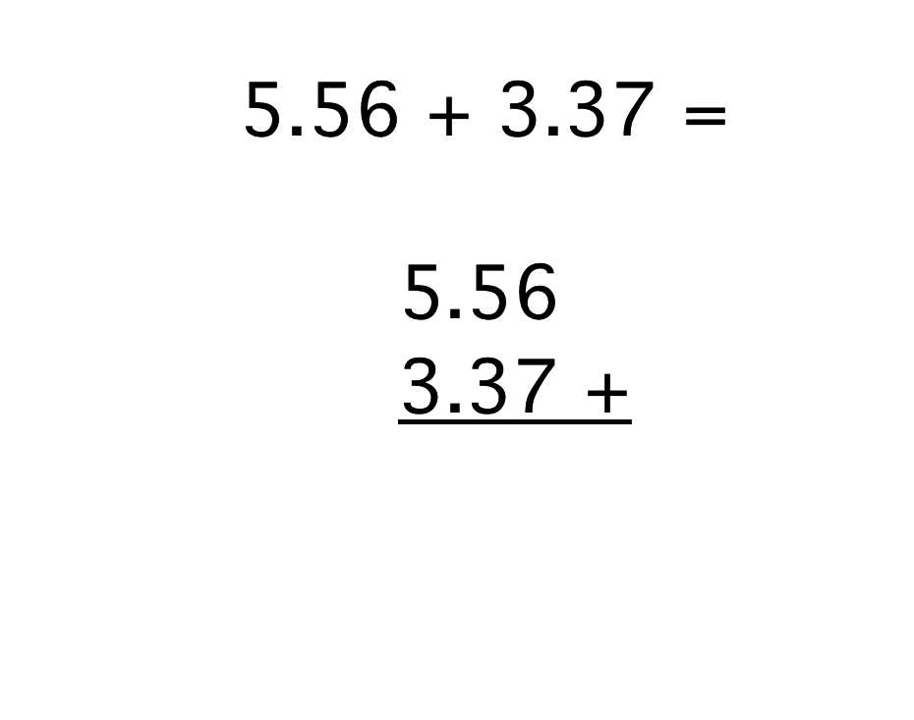 5.56 + 3.37 =
5.56
3.37 +